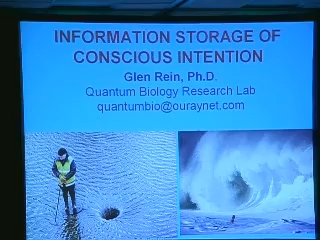 INFORMATION STORAGE OF
CONSCIOUS INTENTION
Glen Rein, Ph.D.
Quantum Biology Research Lab
quantumbio@ouraynet.com